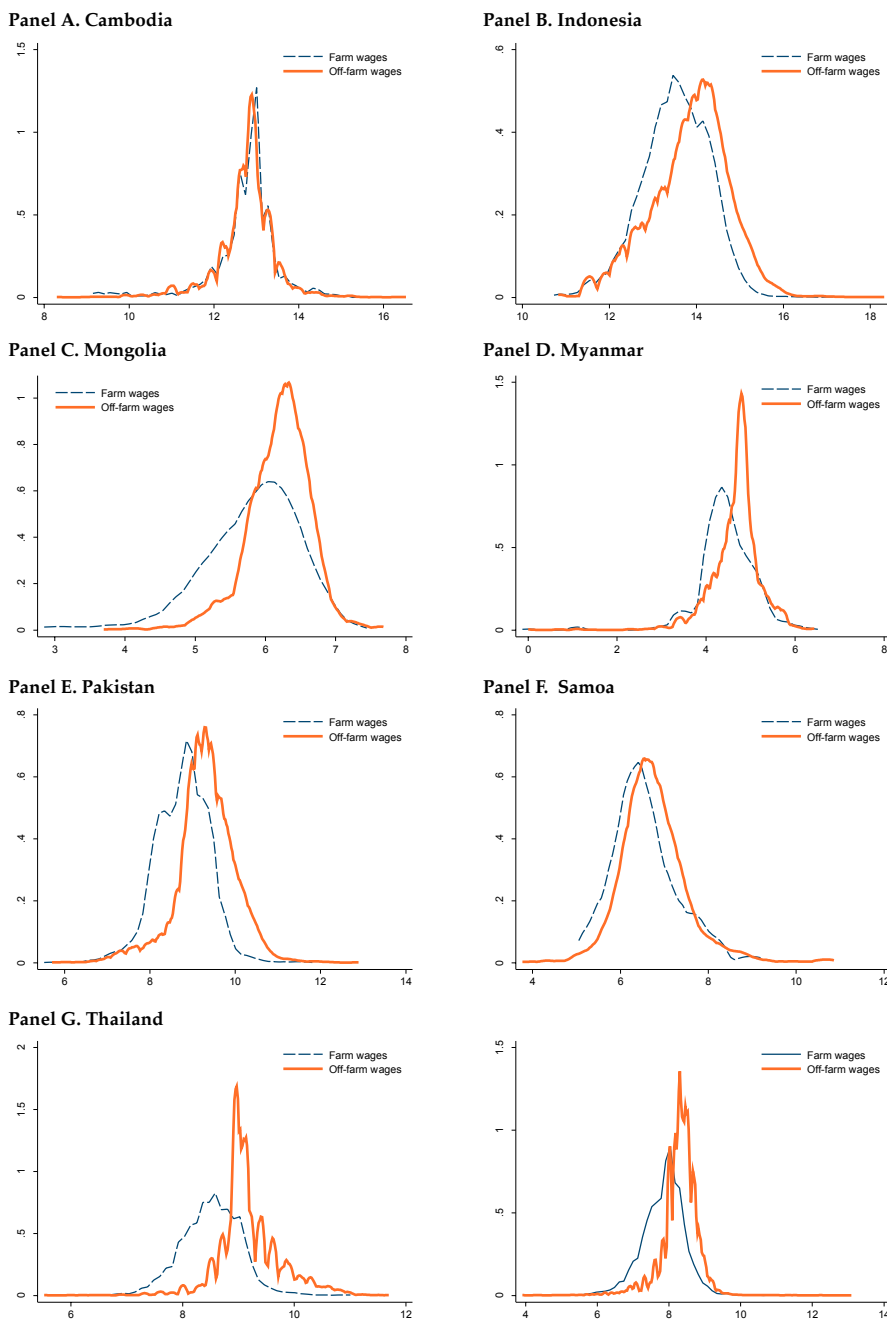 Panel A. Cambodia
1.5
1
.5
0
8 10 12 14 16
Farm wages
Off-farm wages
Panel B. Indonesia
.6
.4
.2
0
10 12 14 16 18
Farm wages
Off-farm wages
Panel C. Mongolia
1
.8
.6
.4
.2
0
3 4 5 6 7 8
Farm wages
Off-farm wages
Panel D. Myanmar
1.5
1
.5
0
0 2 4 6 8
Farm wages
Off-farm wages
Panel E. Pakistan
.8
.6
.4
.2
0
6 8 10 12 14
Farm wages
Off-farm wages
Panel F. Samoa
.8
.6
.4
.2
0
4 6 8 10 12
Farm wages
Off-farm wages
Panel G. Thailand
2
1.5
1
.5
0
6 8 10 12
Farm wages
Off-farm wages
1.5
1
.5
0
4 6 8 10 12 14
Farm wages
Off-farm wages